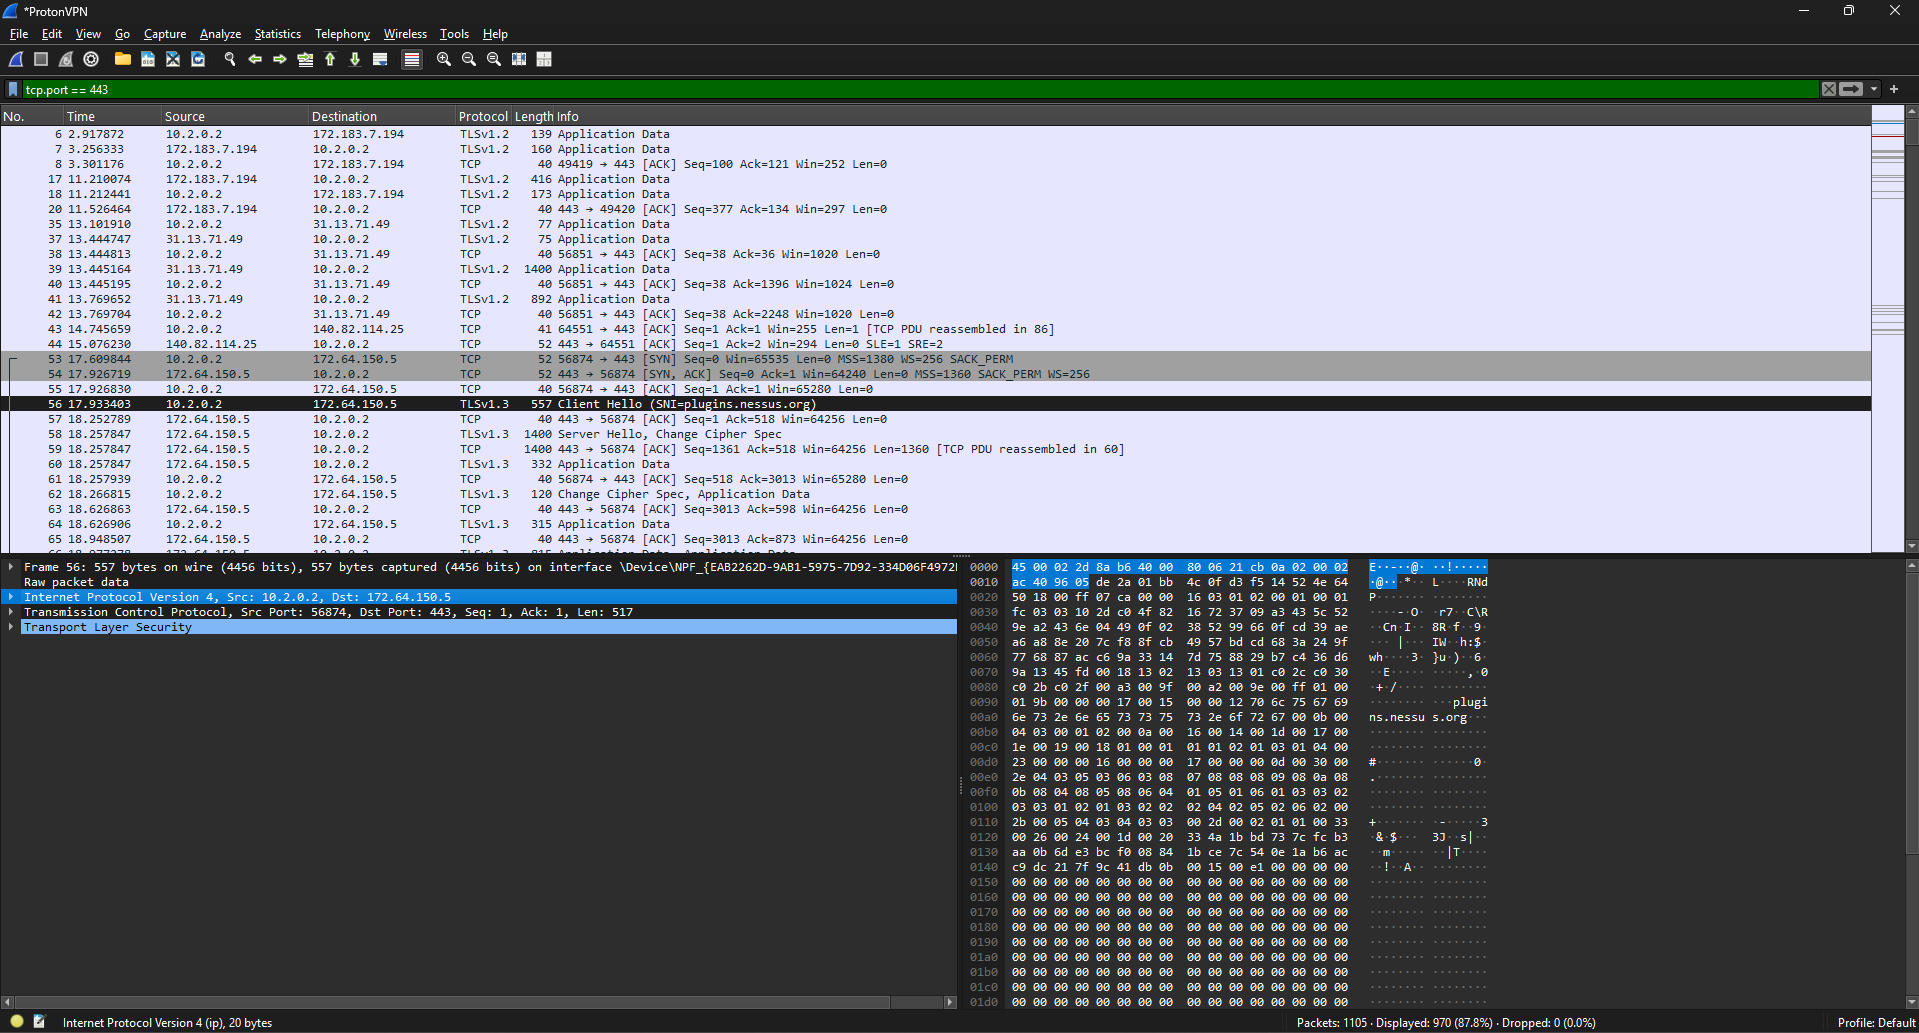 *ProtonVPN
File Edit View Go Capture Analyze Statistics Telephony Wireless Tools Help
tcp.port == 443
No. Time Source Destination Protocol Length Info
6 2.917872 10.2.0.2 172.183.7.194 TLSv1.2 139 Application Data
7 3.256333 172.183.7.194 10.2.0.2 TLSv1.2 160 Application Data
8 3.301176 10.2.0.2 172.183.7.194 TCP 40 49419 → 443 [ACK] Seq=100 Ack=121 Win=252 Len=0
17 11.210074 172.183.7.194 10.2.0.2 TLSv1.2 416 Application Data
18 11.212441 10.2.0.2 172.183.7.194 TLSv1.2 173 Application Data
20 11.526464 172.183.7.194 10.2.0.2 TCP 40 443 → 49420 [ACK] Seq=377 Ack=134 Win=297 Len=0
35 13.101910 10.2.0.2 31.13.71.49 TLSv1.2 77 Application Data
37 13.444747 31.13.71.49 10.2.0.2 TLSv1.2 75 Application Data
38 13.444813 10.2.0.2 31.13.71.49 TCP 40 56851 → 443 [ACK] Seq=38 Ack=36 Win=1020 Len=0
39 13.445164 31.13.71.49 10.2.0.2 TLSv1.2 1400 Application Data
40 13.445195 10.2.0.2 31.13.71.49 TCP 40 56851 → 443 [ACK] Seq=38 Ack=1396 Win=1024 Len=0
41 13.769652 31.13.71.49 10.2.0.2 TLSv1.2 892 Application Data
42 13.769704 10.2.0.2 31.13.71.49 TCP 40 56851 → 443 [ACK] Seq=38 Ack=2248 Win=1020 Len=0
43 14.745659 10.2.0.2 140.82.114.25 TCP 41 64551 → 443 [ACK] Seq=1 Ack=1 Win=255 Len=1 [TCP PDU reassembled in 86]
44 15.076230 140.82.114.25 10.2.0.2 TCP 52 443 → 64551 [ACK] Seq=1 Ack=2 Win=294 Len=0 SLE=1 SRE=2
53 17.609844 10.2.0.2 172.64.150.5 TCP 52 56874 → 443 [SYN] Seq=0 Win=65535 Len=0 MSS=1380 WS=256 SACK_PERM
54 17.926719 172.64.150.5 10.2.0.2 TCP 52 443 → 56874 [SYN, ACK] Seq=0 Ack=1 Win=64240 Len=0 MSS=1360 SACK_PERM WS=256
55 17.926830 10.2.0.2 172.64.150.5 TCP 40 56874 → 443 [ACK] Seq=1 Ack=1 Win=65280 Len=0
56 17.933403 10.2.0.2 172.64.150.5 TLSv1.3 557 Client Hello (SNI=plugins.nessus.org)
57 18.252789 172.64.150.5 10.2.0.2 TCP 40 443 → 56874 [ACK] Seq=1 Ack=518 Win=64256 Len=0
58 18.257847 172.64.150.5 10.2.0.2 TLSv1.3 1400 Server Hello, Change Cipher Spec
59 18.257847 172.64.150.5 10.2.0.2 TCP 1400 443 → 56874 [ACK] Seq=1361 Ack=518 Win=64256 Len=1360 [TCP PDU reassembled in 60]
60 18.257847 172.64.150.5 10.2.0.2 TLSv1.3 332 Application Data
61 18.257939 10.2.0.2 172.64.150.5 TCP 40 56874 → 443 [ACK] Seq=518 Ack=3013 Win=65280 Len=0
62 18.266815 10.2.0.2 172.64.150.5 TLSv1.3 120 Change Cipher Spec, Application Data
63 18.626863 172.64.150.5 10.2.0.2 TCP 40 443 → 56874 [ACK] Seq=3013 Ack=598 Win=64256 Len=0
64 18.626906 10.2.0.2 172.64.150.5 TLSv1.3 315 Application Data
65 18.948507 172.64.150.5 10.2.0.2 TCP 40 443 → 56874 [ACK] Seq=3013 Ack=873 Win=64256 Len=0
Frame 56: 557 bytes on wire (4456 bits), 557 bytes captured (4456 bits) on interface \Device\NPF_{EAB2262D-9AB1-5975-7D92-334D06F4972
Raw packet data
Internet Protocol Version 4, Src: 10.2.0.2, Dst: 172.64.150.5
Transmission Control Protocol, Src Port: 56874, Dst Port: 443, Seq: 1, Ack: 1, Len: 517
Transport Layer Security
0000 45 00 02 2d 8a b6 40 00 80 06 21 cb 0a 02 00 02 E··-··@· ··!·····
0010 ac 40 96 05 de 2a 01 bb 4c 0f d3 f5 14 52 4e 64 ·@···*·· L····RNd
0020 50 18 00 ff 07 ca 00 00 16 03 01 02 00 01 00 01 P······· ········
0030 fc 03 03 10 2d c0 4f 82 16 72 37 09 a3 43 5c 52 ····-·O· ·r7··C\R
0040 9e a2 43 6e 04 49 0f 02 38 52 99 66 0f cd 39 ae ··Cn·I·· 8R·f··9·
0050 a6 a8 8e 20 7c f8 8f cb 49 57 bd cd 68 3a 24 9f ··· |··· IW··h:$·
0060 77 68 87 ac c6 9a 33 14 7d 75 88 29 b7 c4 36 d6 wh····3· }u·)··6·
0070 9a 13 45 fd 00 18 13 02 13 03 13 01 c0 2c c0 30 ··E····· ·····,·0
0080 c0 2b c0 2f 00 a3 00 9f 00 a2 00 9e 00 ff 01 00 ·+·/···· ········
0090 01 9b 00 00 00 17 00 15 00 00 12 70 6c 75 67 69 ········ ···plugi
00a0 6e 73 2e 6e 65 73 73 75 73 2e 6f 72 67 00 0b 00 ns.nessu s.org···
00b0 04 03 00 01 02 00 0a 00 16 00 14 00 1d 00 17 00 ········ ········
00c0 1e 00 19 00 18 01 00 01 01 01 02 01 03 01 04 00 ········ ········
00d0 23 00 00 00 16 00 00 00 17 00 00 00 0d 00 30 00 #······· ······0·
00e0 2e 04 03 05 03 06 03 08 07 08 08 08 09 08 0a 08 .······· ········
00f0 0b 08 04 08 05 08 06 04 01 05 01 06 01 03 03 02 ········ ········
0100 03 03 01 02 01 03 02 02 02 04 02 05 02 06 02 00 ········ ········
0110 2b 00 05 04 03 04 03 03 00 2d 00 02 01 01 00 33 +······· ·-·····3
0120 00 26 00 24 00 1d 00 20 33 4a 1b bd 73 7c fc b3 ·&·$··· 3J··s|··
0130 aa 0b 6d e3 bc f0 08 84 1b ce 7c 54 0e 1a b6 ac ··m····· ··|T····
0140 c9 dc 21 7f 9c 41 db 0b 00 15 00 e1 00 00 00 00 ··!··A·· ········
0150 00 00 00 00 00 00 00 00 00 00 00 00 00 00 00 00 ········ ········
0160 00 00 00 00 00 00 00 00 00 00 00 00 00 00 00 00 ········ ········
0170 00 00 00 00 00 00 00 00 00 00 00 00 00 00 00 00 ········ ········
0180 00 00 00 00 00 00 00 00 00 00 00 00 00 00 00 00 ········ ········
0190 00 00 00 00 00 00 00 00 00 00 00 00 00 00 00 00 ········ ········
01a0 00 00 00 00 00 00 00 00 00 00 00 00 00 00 00 00 ········ ········
01b0 00 00 00 00 00 00 00 00 00 00 00 00 00 00 00 00 ········ ········
01c0 00 00 00 00 00 00 00 00 00 00 00 00 00 00 00 00 ········ ········
01d0 00 00 00 00 00 00 00 00 00 00 00 00 00 00 00 00 ········ ········
Internet Protocol Version 4 (ip), 20 bytes Packets: 1105 · Displayed: 970 (87.8%) · Dropped: 0 (0.0%) Profile: Default